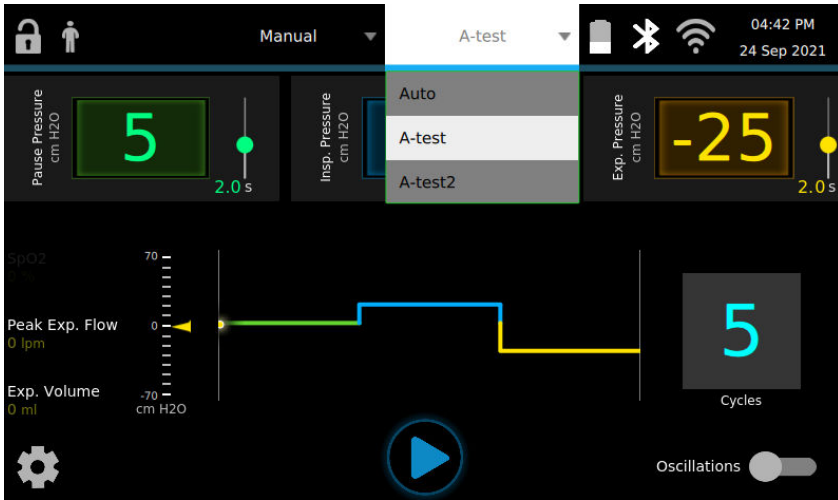 Manual
A-test
04:42 PM
24 Sep 2021
Auto
A-test
A-test2
Pause Pressure
cm H2O
5
2.0 s
Insp. Pressure
cm H2O
Exp. Pressure
cm H2O
-25
2.0 s
SpO2
0 %
70
Peak Exp. Flow
0 lpm
0
Exp. Volume
0 ml
-70
cm H2O
5
Cycles
Oscillations